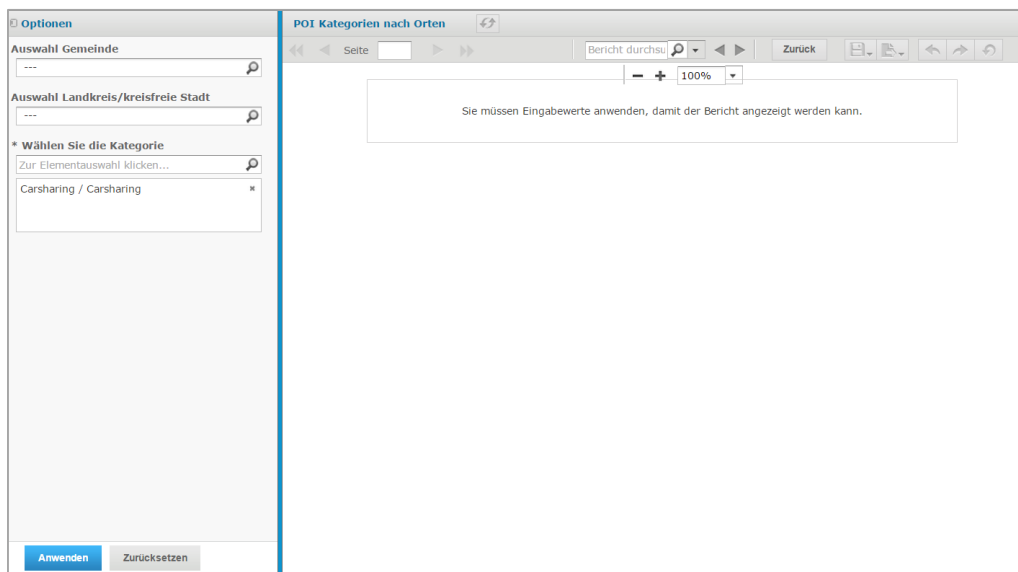 Optionen
Auswahl Gemeinde
---
Auswahl Landkreis/kreisfreie Stadt
---
* Wählen Sie die Kategorie
Zur Elementauswahl klicken...
Carsharing / Carsharing
Anwenden Zurücksetzen
POI Kategorien nach Orten
Seite Bericht durchsu Zurück
100%
Sie müssen Eingabewerte anwenden, damit der Bericht angezeigt werden kann.